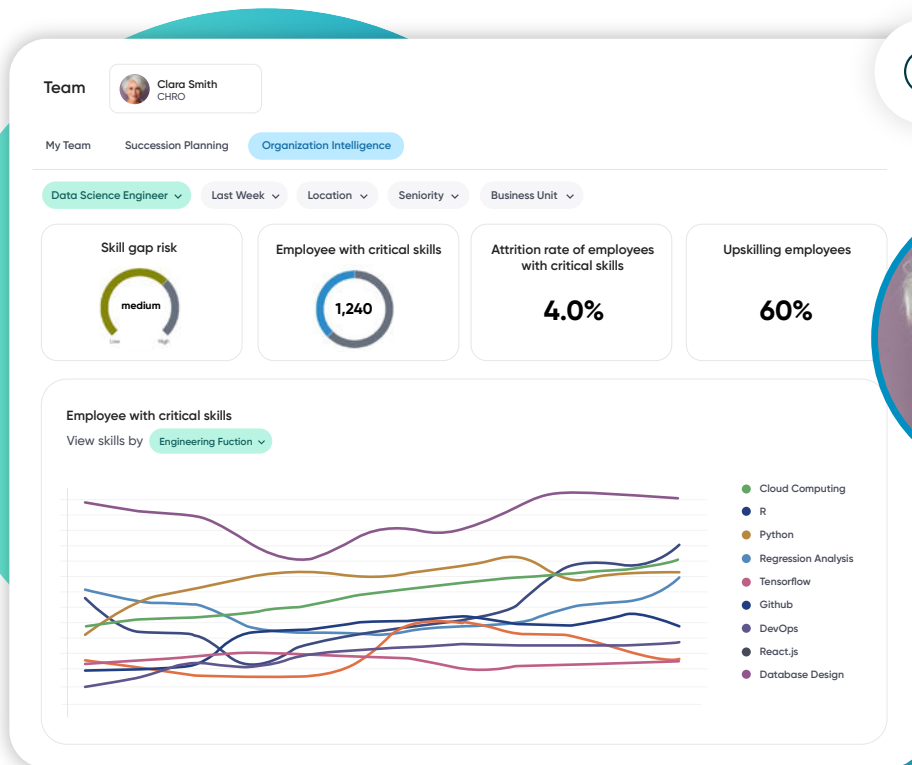 Team
Clara Smith
CHRO
My Team
Succession Planning
Organization Intelligence
Data Science Engineer
Last Week
Location
Seniority
Business Unit
Skill gap risk
medium
Low
High
Employee with critical skills
1,240
Attrition rate of employees
with critical skills
4.0%
Upskilling employees
60%
Employee with critical skills
View skills by
Engineering Fuction
Cloud Computing
R
Python
Regression Analysis
Tensorflow
Github
DevOps
React.js
Database Design